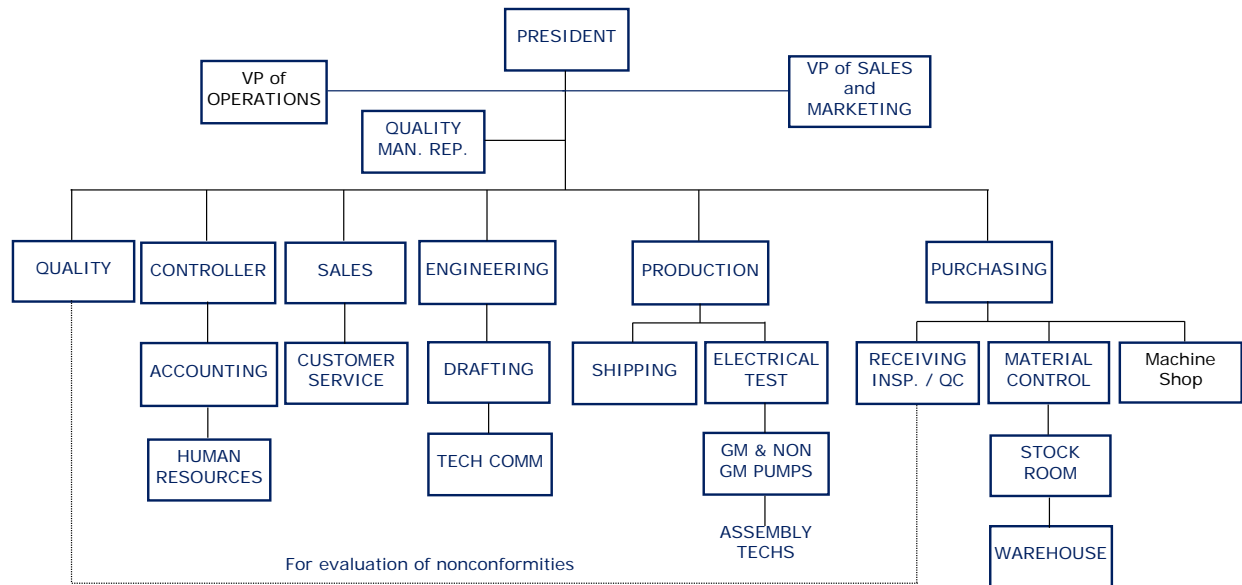 PRESIDENT
VP of
OPERATIONS
VP of SALES
and
MARKETING
QUALITY
MAN. REP.
QUALITY
CONTROLLER
SALES
ENGINEERING
PRODUCTION
PURCHASING
ACCOUNTING
CUSTOMER
SERVICE
DRAFTING
SHIPPING
ELECTRICAL
TEST
RECEIVING
INSP. / QC
MATERIAL
CONTROL
Machine
Shop
HUMAN
RESOURCES
TECH COMM
GM & NON
GM PUMPS
STOCK
ROOM
ASSEMBLY
TECHS
WAREHOUSE
For evaluation of nonconformities